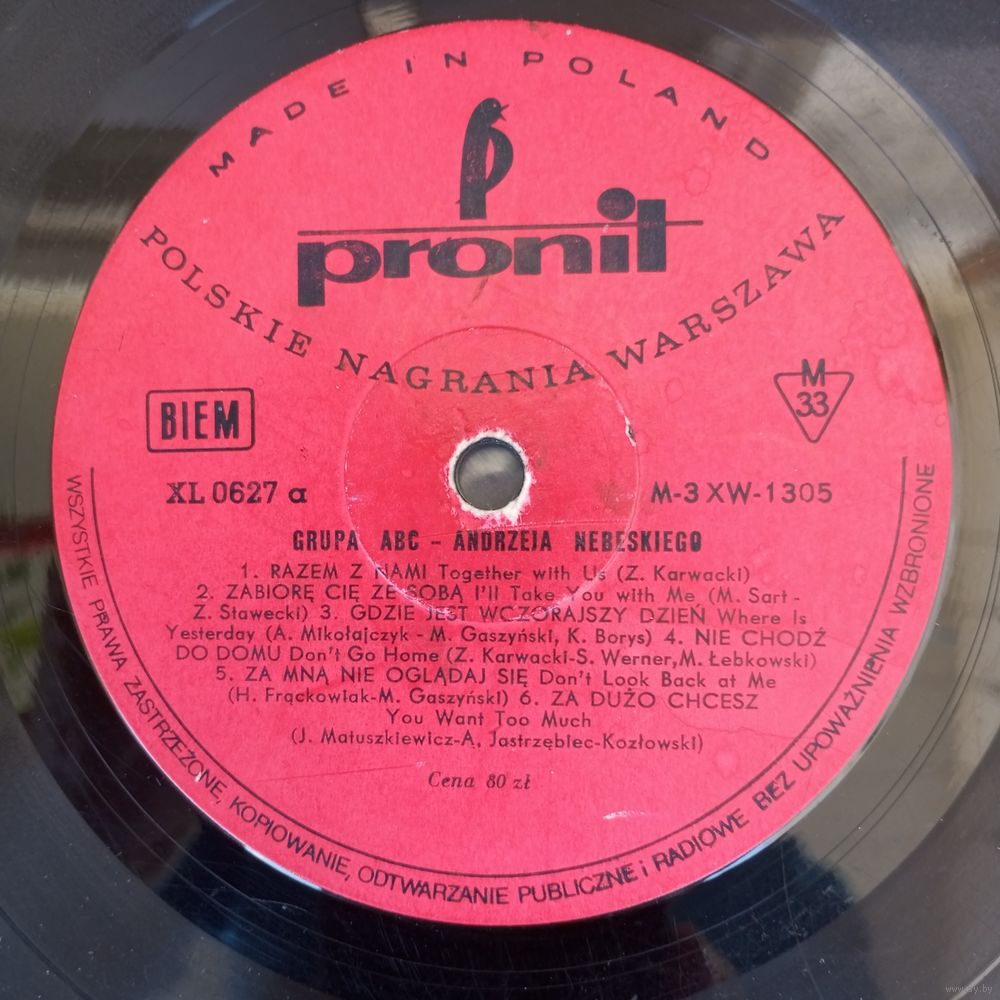 MADE IN POLAND
pronit
POLSKIE NAGRANIA WARSZAWA
BIEM
M
33
XL 0627 a
M-3 XW-1305
GRUPA ABC - ANDRZEJA NEBESKIEGO
1. RAZEM Z NAMI Together with Us (Z. Karwacki)
2. ZABIORĘ CIĘ ZE SOBĄ I'll Take You with Me (M. Sart -
Z. Sławecki) 3. GDZIE JEST WCZORAJSZY DZIEŃ Where is
Yesterday (A. Mikołajczyk - M. Gaszyński, K. Borys) 4. NIE CHODŹ
DO DOMU Don't Go Home (Z. Karwacki-S. Werner, M. Łebkowski)
5. ZA MNĄ NIE OGLĄDAJ SIĘ Don't Look Back at Me
(H. Frąckowiak-M. Gaszyński) 6. ZA DUŻO CHCESZ
You Want Too Much
(J. Matuszkiewicz-A. Jastrzębiec-Kozłowski)
Cena 80 zł
WSZYSTKIE PRAWA ZASTRZEŻONE, KOPIOWANIE, ODTWARZANIE PUBLICZNE i RADIOWE BEZ UPOWAŻNIENIA WZBRONIONE
www.ay.by